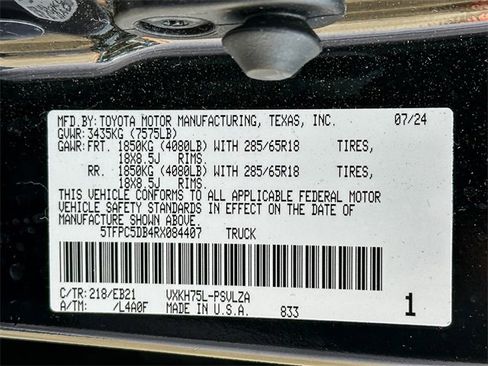 MFD.BY:TOYOTA MOTOR MANUFACTURING, TEXAS, INC. 07/24
GVWR: 3435KG (7575LB)
GAWR:FRT. 1850KG (4080LB) WITH 285/65R18 TIRES,
18X8.5J RIMS.
RR. 1850KG (4080LB) WITH 285/65R18 TIRES,
18X8.5J RIMS.
THIS VEHICLE CONFORMS TO ALL APPLICABLE FEDERAL MOTOR
VEHICLE SAFETY STANDARDS IN EFFECT ON THE DATE OF
MANUFACTURE SHOWN ABOVE.
5TFPC5DB4RX084407 TRUCK
C/TR:218/EB21 VXKH75L-PSVLZA
A/TM: /L4A0F MADE IN U.S.A. 833 1